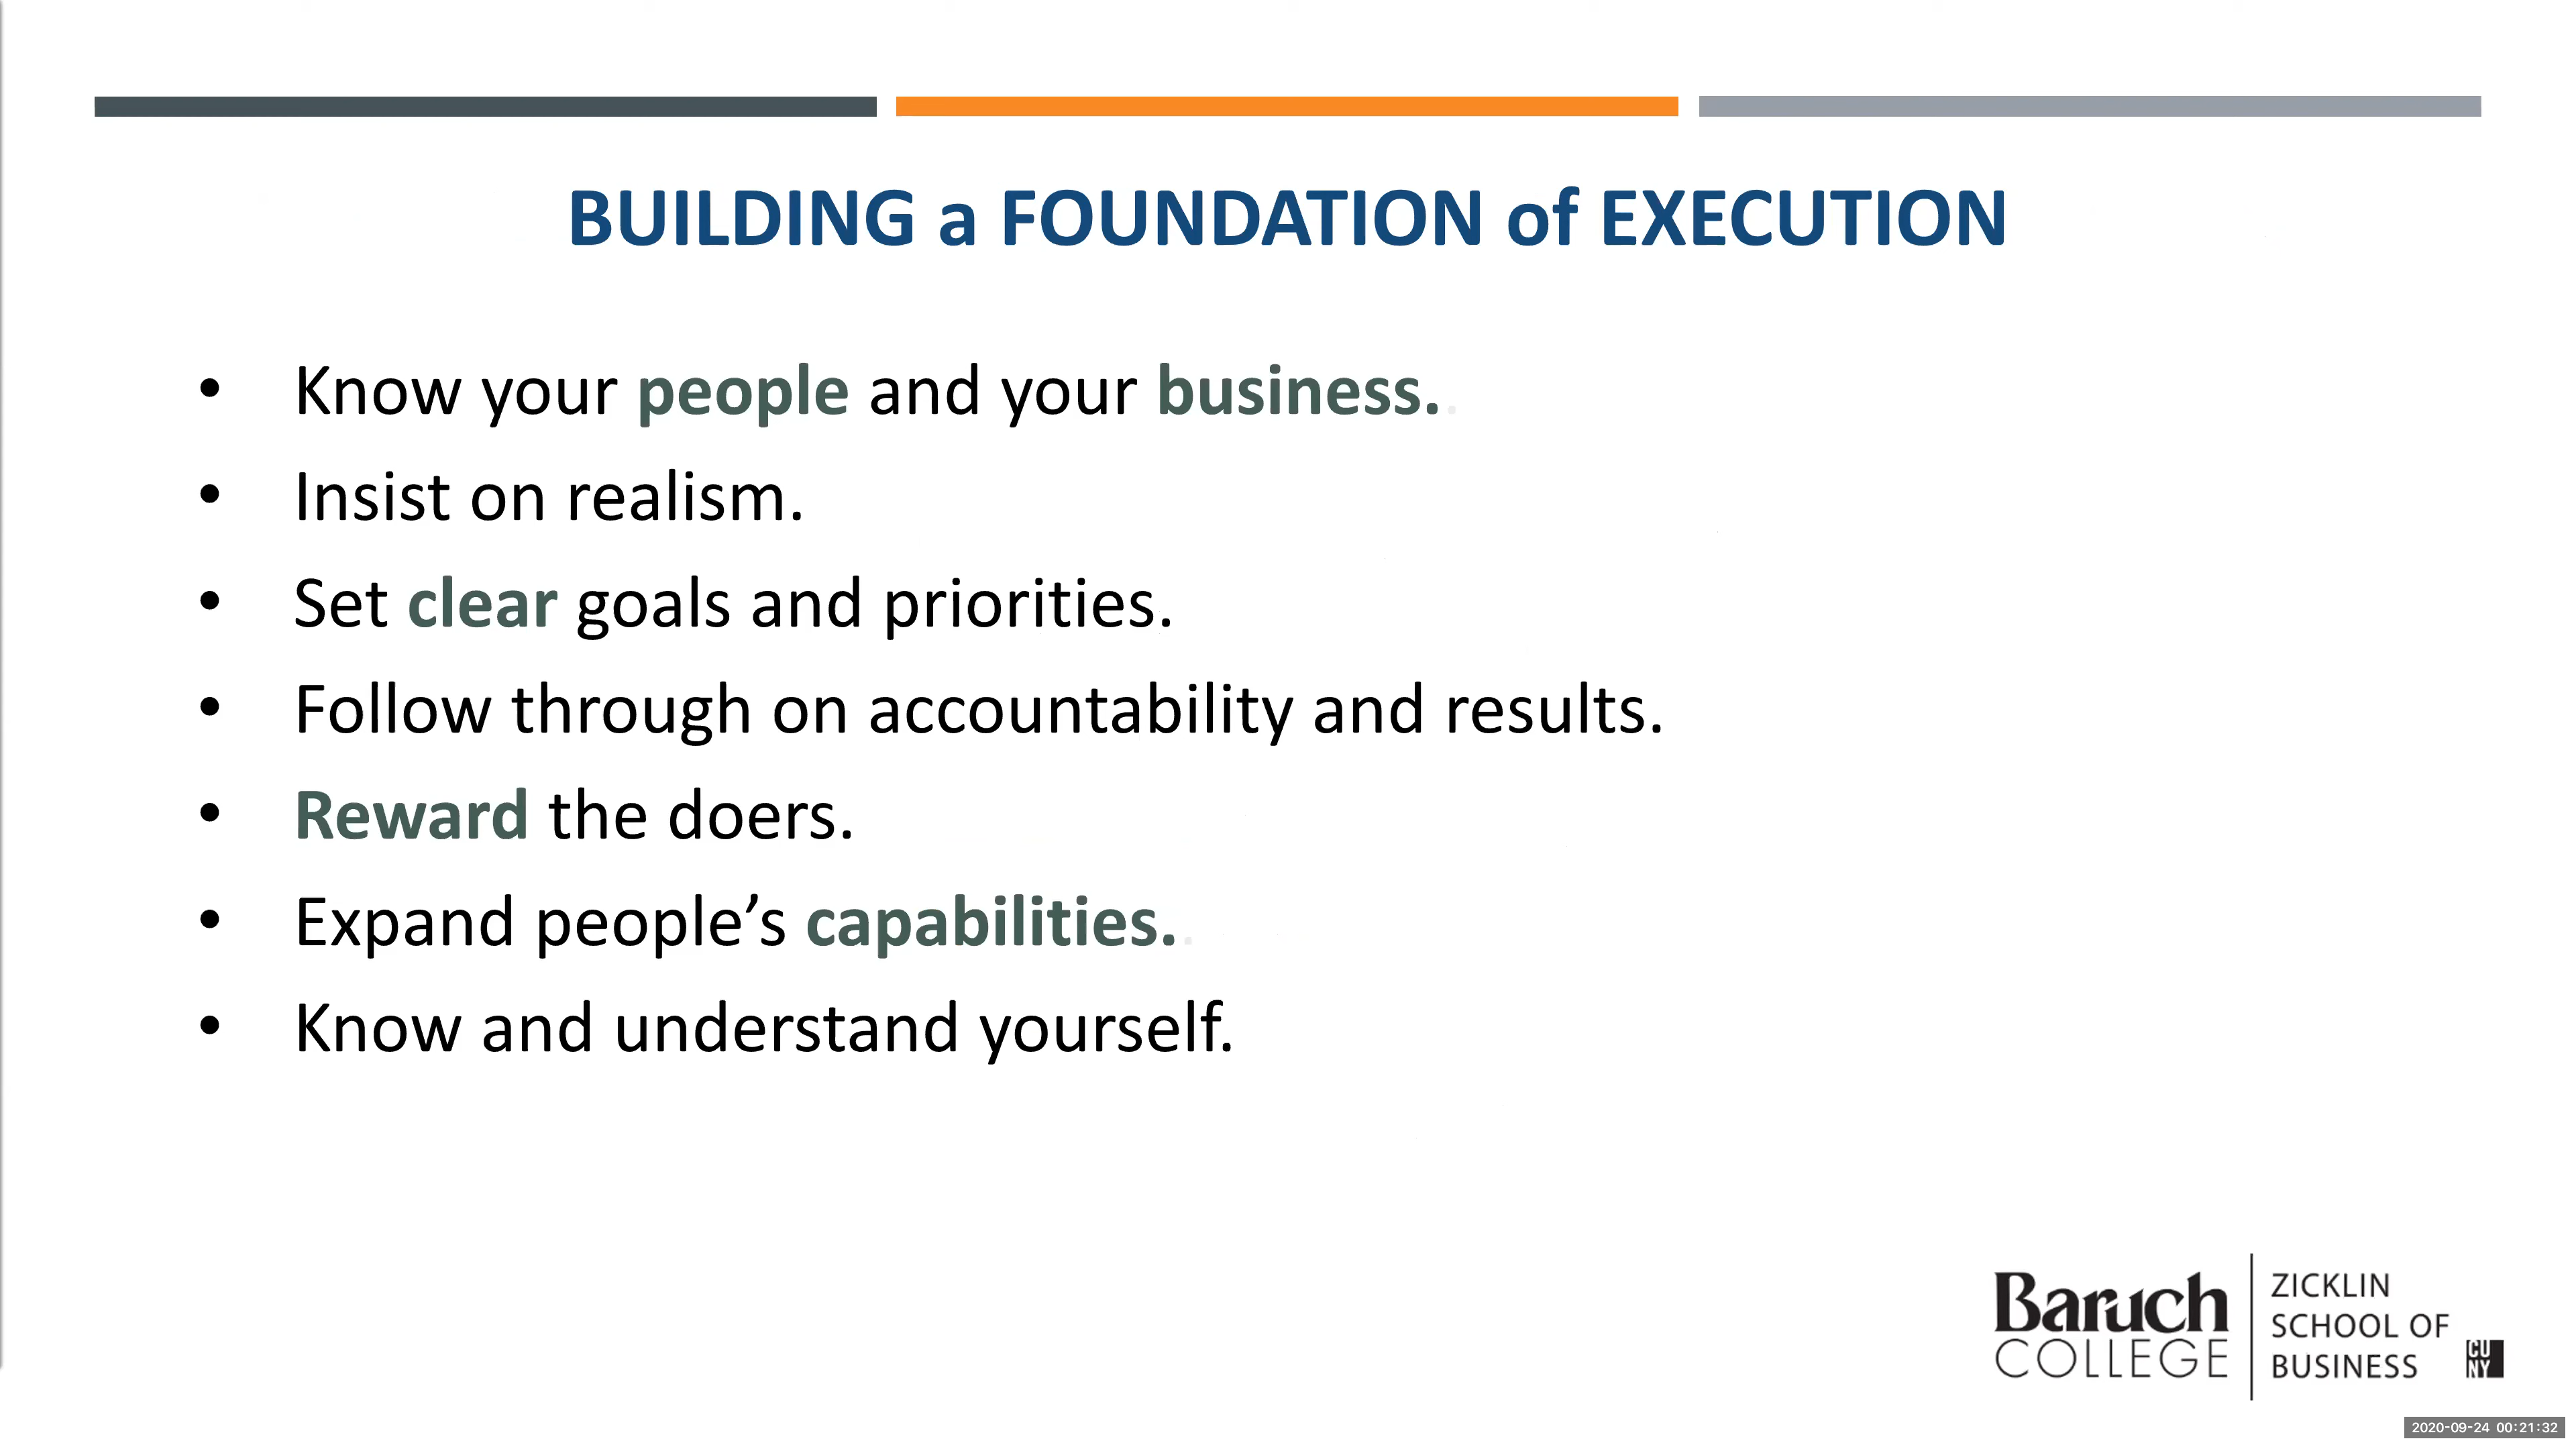 BUILDING a FOUNDATION of EXECUTION
• Know your people and your business..
• Insist on realism.
• Set clear goals and priorities.
• Follow through on accountability and results.
• Reward the doers.
• Expand people’s capabilities..
• Know and understand yourself.
Baruch
COLLEGE
ZICKLIN
SCHOOL OF
BUSINESS
CU
NY
2020-09-24 00:21:32